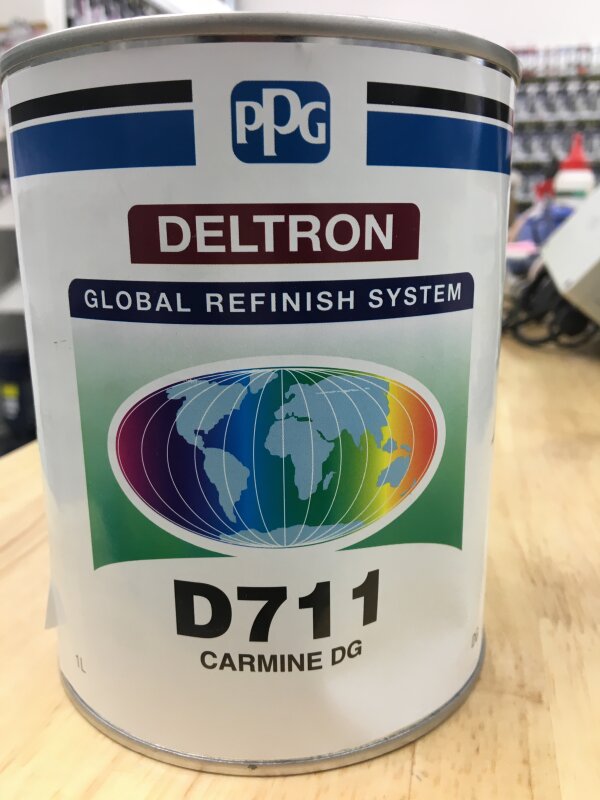 PPG
DELTRON
GLOBAL REFINISH SYSTEM
D711
CARMINE DG
1L